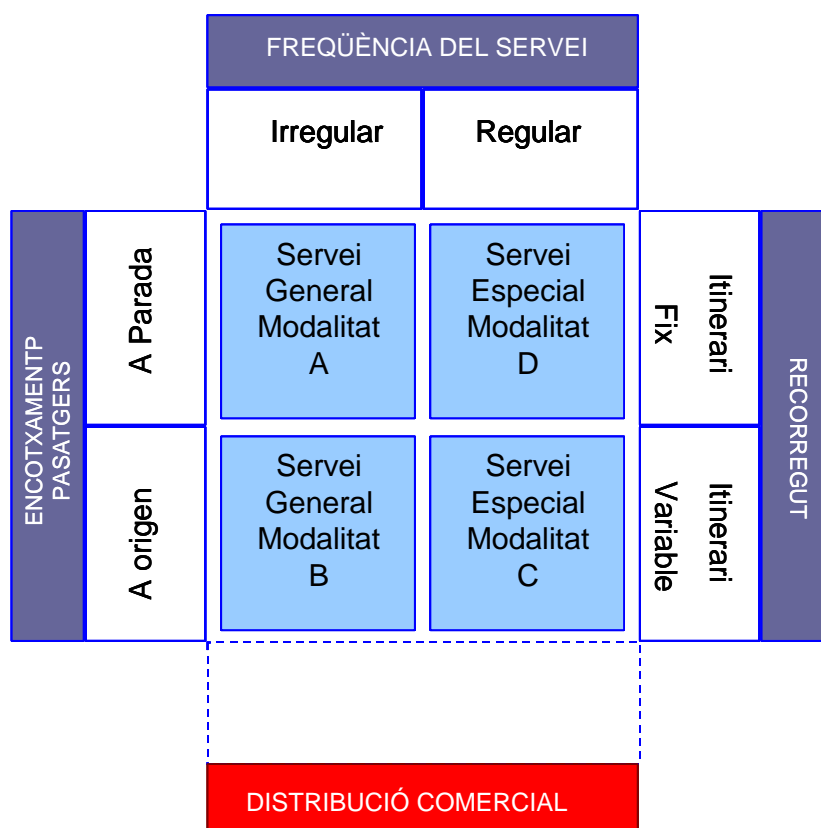 FREQÜÈNCIA DEL SERVEI
Irregular
Regular
ENCOTXAMENTP
PASATGERS
A Parada
Servei
General
Modalitat
A
Servei
Especial
Modalitat
D
Itinerari
Fix
RECORREGUT
A origen
Servei
General
Modalitat
B
Servei
Especial
Modalitat
C
Itinerari
Variable
DISTRIBUCIÓ COMERCIAL